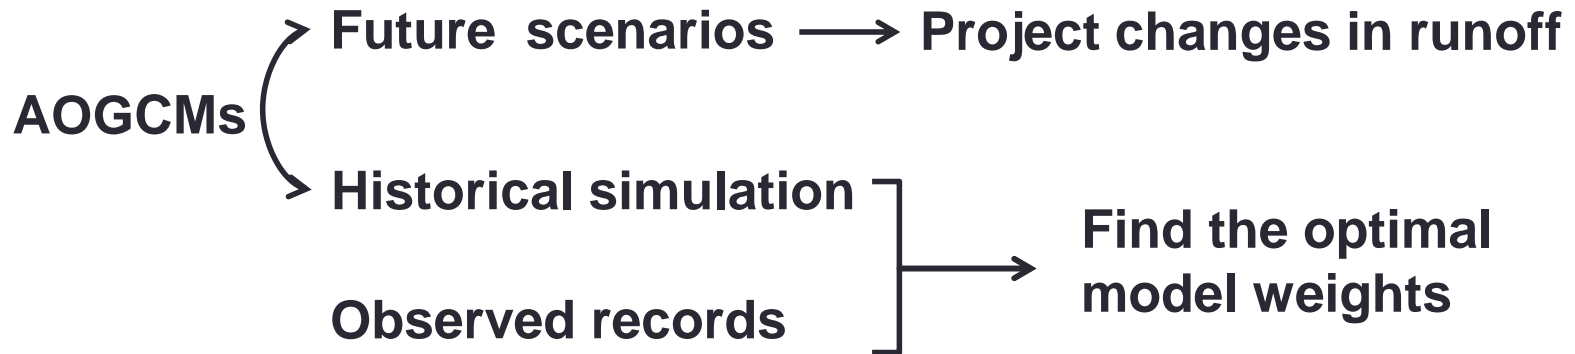 Future scenarios
Project changes in runoff
AOGCMs
Historical simulation
Find the optimal
model weights
Observed records